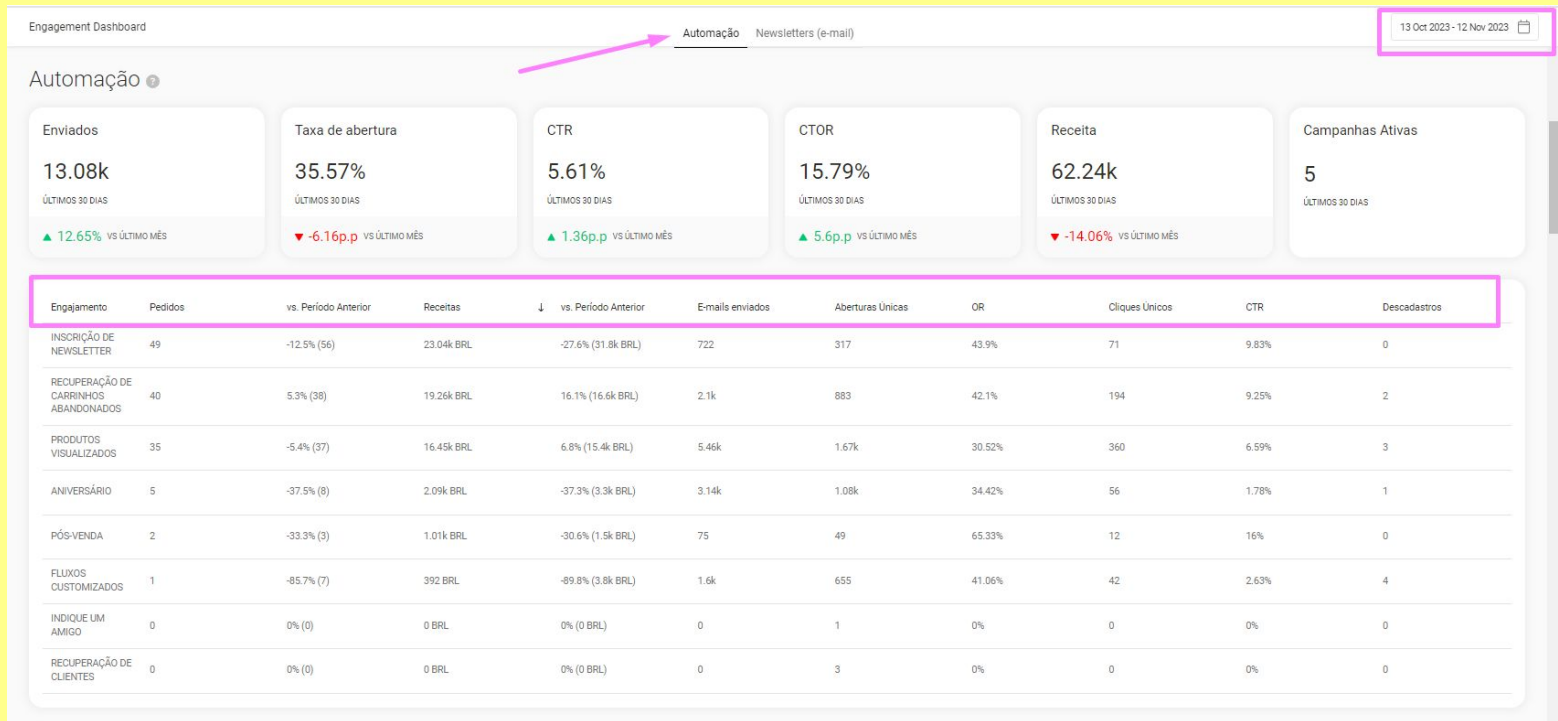 Engagement Dashboard
Automação Newsletters (e-mail)
13 Oct 2023 - 12 Nov 2023
Automação ?
Enviados Taxa de abertura CTR CTOR Receita Campanhas Ativas
13.08k 35.57% 5.61% 15.79% 62.24k 5
ÚLTIMOS 30 DIAS ÚLTIMOS 30 DIAS ÚLTIMOS 30 DIAS ÚLTIMOS 30 DIAS ÚLTIMOS 30 DIAS ÚLTIMOS 30 DIAS
▲ 12.65% VS ÚLTIMO MÊS ▼ -6.16p.p VS ÚLTIMO MÊS ▲ 1.36p.p VS ÚLTIMO MÊS ▲ 5.6p.p VS ÚLTIMO MÊS ▼ -14.06% VS ÚLTIMO MÊS
Engajamento Pedidos vs. Período Anterior Receitas ↓ vs. Período Anterior E-mails enviados Aberturas Únicas OR Cliques Únicos CTR Descadastros
INSCRIÇÃO DE
NEWSLETTER 49 -12.5% (56) 23.04k BRL -27.6% (31.8k BRL) 722 317 43.9% 71 9.83% 0
RECUPERAÇÃO DE
CARRINHOS 40 5.3% (38) 19.26k BRL 16.1% (16.6k BRL) 2.1k 883 42.1% 194 9.25% 2
ABANDONADOS
PRODUTOS
VISUALIZADOS 35 -5.4% (37) 16.45k BRL 6.8% (15.4k BRL) 5.46k 1.67k 30.52% 360 6.59% 3
ANIVERSÁRIO 5 -37.5% (8) 2.09k BRL -37.3% (3.3k BRL) 3.14k 1.08k 34.42% 56 1.78% 1
PÓS-VENDA 2 -33.3% (3) 1.01k BRL -30.6% (1.5k BRL) 75 49 65.33% 12 16% 0
FLUXOS
CUSTOMIZADOS 1 -85.7% (7) 392 BRL -89.8% (3.8k BRL) 1.6k 655 41.06% 42 2.63% 4
INDIQUE UM
AMIGO 0 0% (0) 0 BRL 0% (0 BRL) 0 1 0% 0 0% 0
RECUPERAÇÃO DE
CLIENTES 0 0% (0) 0 BRL 0% (0 BRL) 0 3 0% 0 0% 0